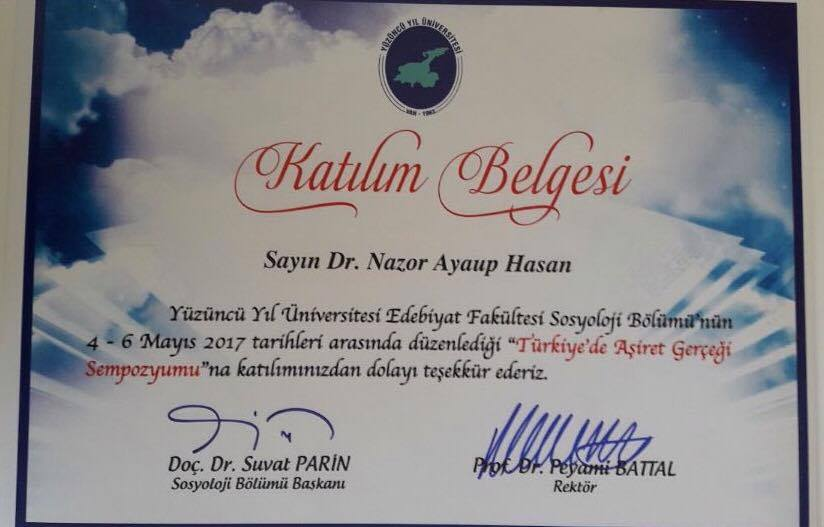 YÜZÜNCÜ YIL ÜNİVERSİTESİ
VAN - 1982
Katılım Belgesi
Sayın Dr. Nazor Ayaup Hasan
Yüzüncü Yıl Üniversitesi Edebiyat Fakültesi Sosyoloji Bölümü'nün
4 - 6 Mayıs 2017 tarihleri arasında düzenlediği "Türkiye'de Aşiret Gerçeği
Sempozyumu"na katılımınızdan dolayı teşekkür ederiz.
Doç. Dr. Suvat PARİN
Sosyoloji Bölümü Başkanı
Prof. Dr. Peyami BATTAL
Rektör